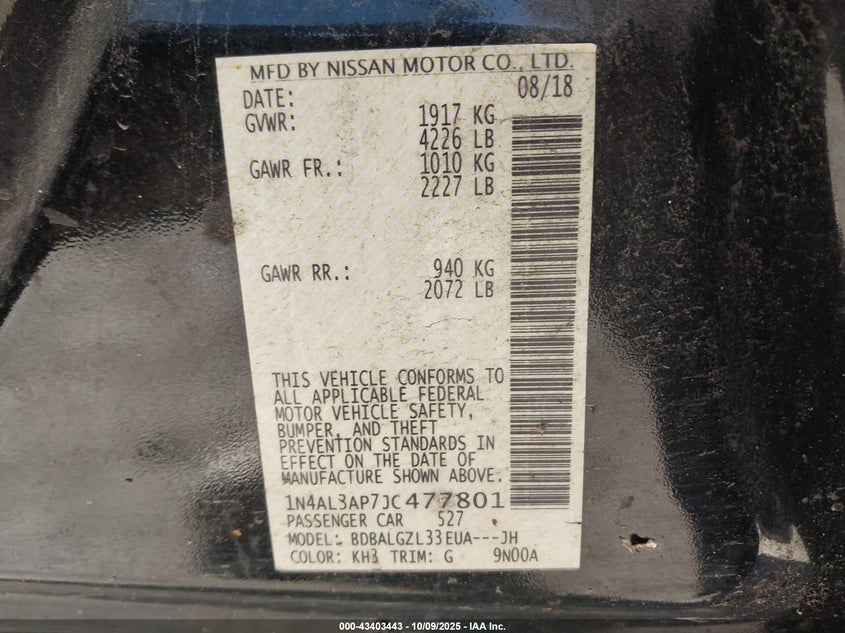 MFD BY NISSAN MOTOR CO., LTD.
DATE: 08/18
GVWR: 1917 KG
4226 LB
GAWR FR.: 1010 KG
2227 LB
GAWR RR.: 940 KG
2072 LB
THIS VEHICLE CONFORMS TO
ALL APPLICABLE FEDERAL
MOTOR VEHICLE SAFETY,
BUMPER, AND THEFT
PREVENTION STANDARDS IN
EFFECT ON THE DATE OF
MANUFACTURE SHOWN ABOVE.
1N4AL3AP7JC477801
PASSENGER CAR 527
MODEL: BDBALGZL33EUA---JH
COLOR: KH3 TRIM: G 9N00A
000-43403443 - 10/09/2025 - IAA Inc.